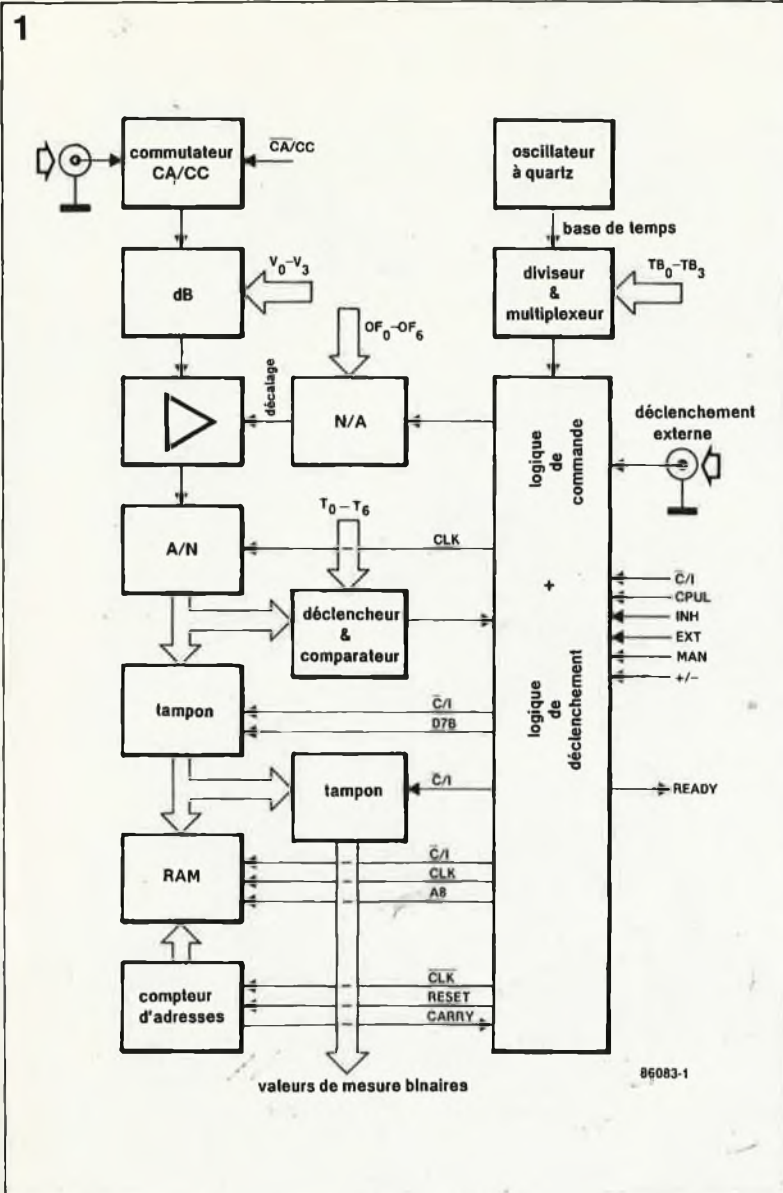 1
commutateur
CA/CC
C̅A̅/CC
oscillateur
à quartz
base de temps
dB
V0–V3
diviseur
&
multiplexeur
TB0–TB3
OF0–OF6
décalage
N/A
logique
de
commande
+
logique
de
déclenchement
déclenchement
externe
A/N
T0–T6
CLK
déclencheur
&
comparateur
C̅/I
CPUL
INH
EXT
MAN
+/−
tampon
C̅/I
D7B
tampon
C̅/I
READY
RAM
C̅/I
CLK
A8
compteur
d'adresses
C̅L̅K̅
RESET
CARRY
valeurs de mesure binaires
86083-1